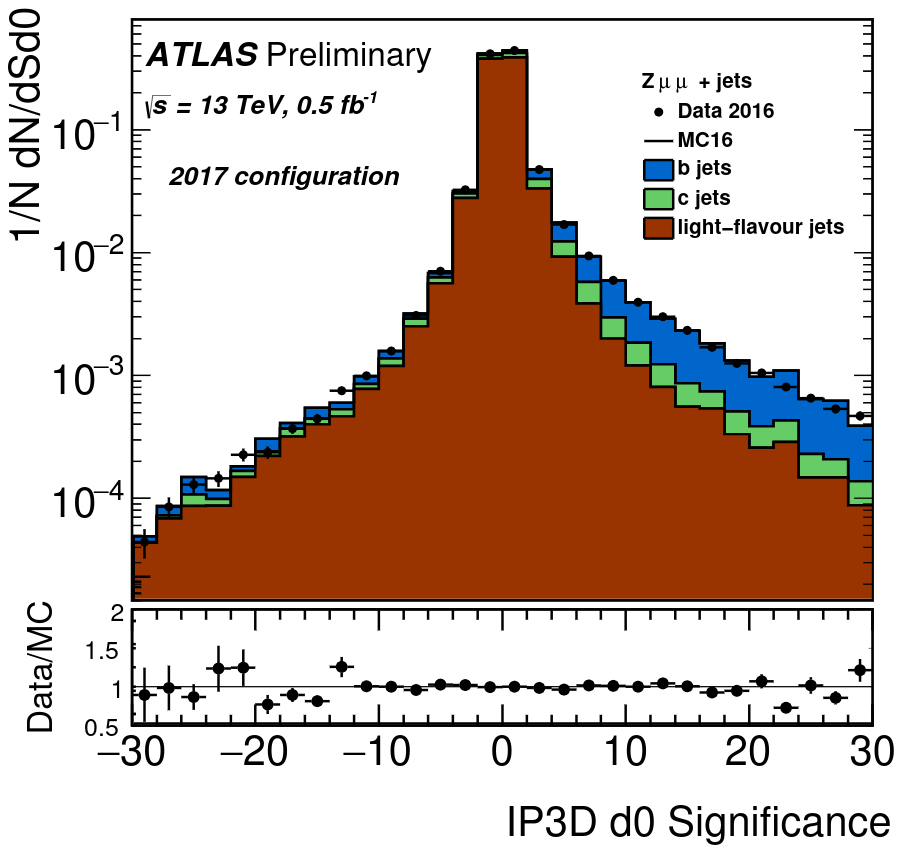 1/N dN/dSd0
ATLAS Preliminary
√s = 13 TeV, 0.5 fb-1
2017 configuration
Z μ μ + jets
Data 2016
MC16
b jets
c jets
light−flavour jets
10−1
10−2
10−3
10−4
Data/MC
2
1.5
1
0.5
−30 −20 −10 0 10 20 30
IP3D d0 Significance